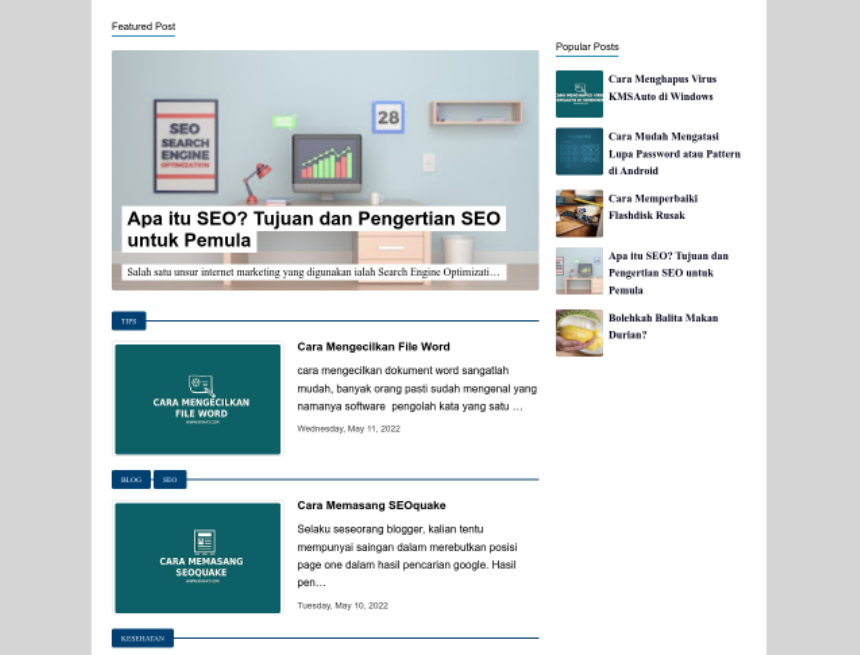 Featured Post
SEO
SEARCH
ENGINE
OPTIMIZATION
28
Apa itu SEO? Tujuan dan Pengertian SEO
untuk Pemula
Salah satu unsur internet marketing yang digunakan ialah Search Engine Optimizati…
TIPS
CARA MENGECILKAN
FILE WORD
Cara Mengecilkan File Word
cara mengecilkan dokument word sangatlah
mudah, banyak orang pasti sudah mengenal yang
namanya software pengolah kata yang satu …
Wednesday, May 11, 2022
BLOG
SEO
CARA MEMASANG
SEOQUAKE
Cara Memasang SEOquake
Selaku seseorang blogger, kalian tentu
mempunyai saingan dalam merebutkan posisi
page one dalam hasil pencarian google. Hasil
pen…
Tuesday, May 10, 2022
KESEHATAN
Popular Posts
Cara Menghapus Virus
KMSAuto di Windows
Cara Mudah Mengatasi
Lupa Password atau Pattern
di Android
Cara Memperbaiki
Flashdisk Rusak
Apa itu SEO? Tujuan dan
Pengertian SEO untuk
Pemula
Bolehkah Balita Makan
Durian?